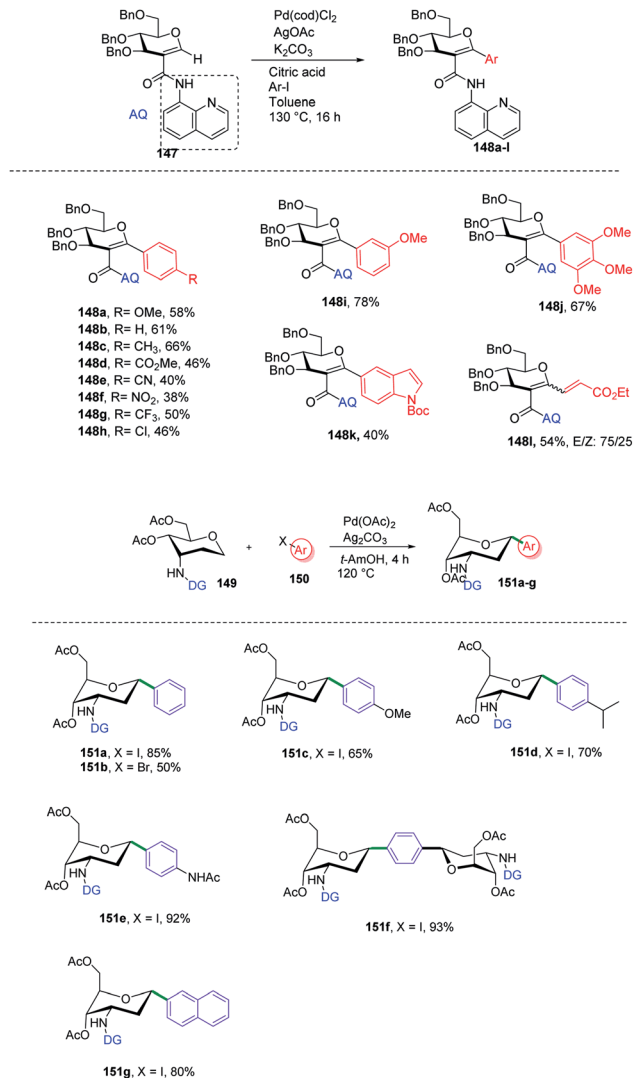 BnO
BnO
BnO
O
H
O
NH
N
AQ
147
Pd(cod)Cl2
AgOAc
K2CO3
Citric acid
Ar-I
Toluene
130 °C, 16 h
BnO
BnO
BnO
O
Ar
O
NH
N
148a-l
BnO
BnO
BnO
O
O
AQ
R
148a, R= OMe, 58%
148b, R= H, 61%
148c, R= CH3, 66%
148d, R= CO2Me, 46%
148e, R= CN, 40%
148f, R= NO2, 38%
148g, R= CF3, 50%
148h, R= Cl, 46%
BnO
BnO
BnO
O
OMe
O
AQ
148i, 78%
BnO
BnO
BnO
O
OMe
OMe
OMe
O
AQ
148j, 67%
BnO
BnO
BnO
O
O
AQ
N
Boc
148k, 40%
BnO
BnO
BnO
O
CO2Et
O
AQ
148l, 54%, E/Z: 75/25
AcO
AcO
O
HN
DG
149
+
X
Ar
150
Pd(OAc)2
Ag2CO3
t-AmOH, 4 h
120 °C
AcO
O
Ar
HN
OAc
DG
151a-g
AcO
O
HN
AcO
DG
151a, X = I, 85%
151b, X = Br, 50%
AcO
O
HN
OAc
DG
OMe
151c, X = I, 65%
AcO
O
HN
AcO
DG
151d, X = I, 70%
AcO
O
HN
OAc
DG
NHAc
151e, X = I, 92%
AcO
O
HN
AcO
DG
OAc
O
NH
DG
OAc
151f, X = I, 93%
AcO
O
HN
AcO
DG
151g, X = I, 80%